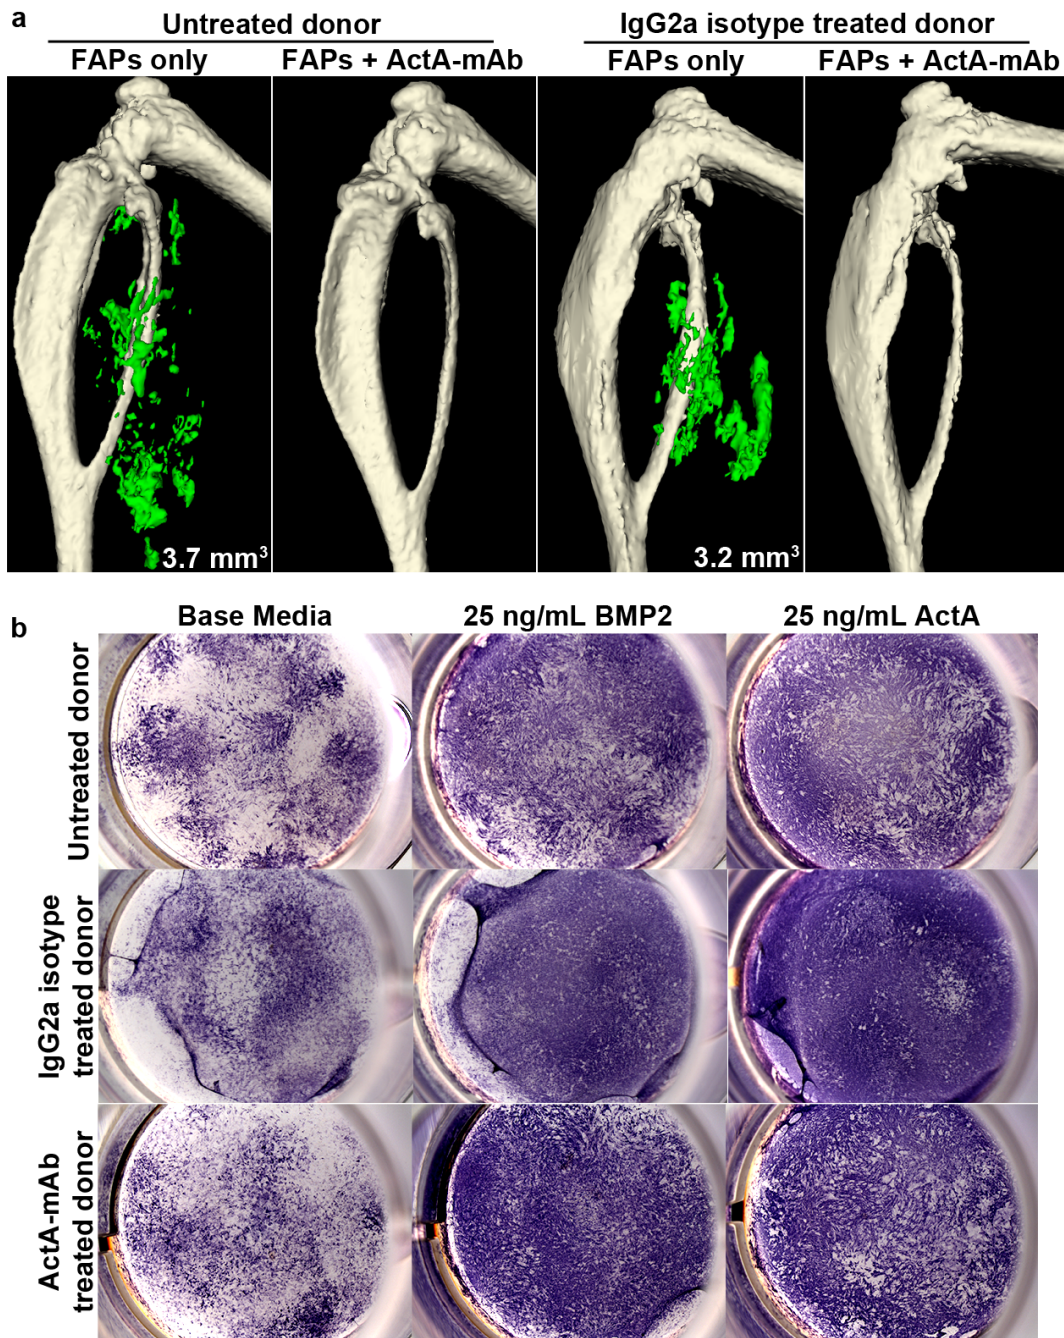 a
Untreated donor
IgG2a isotype treated donor
FAPs only
FAPs + ActA-mAb
FAPs only
FAPs + ActA-mAb
3.7 mm³
3.2 mm³
b
Base Media
25 ng/mL BMP2
25 ng/mL ActA
Untreated donor
IgG2a isotype
treated donor
ActA-mAb
treated donor